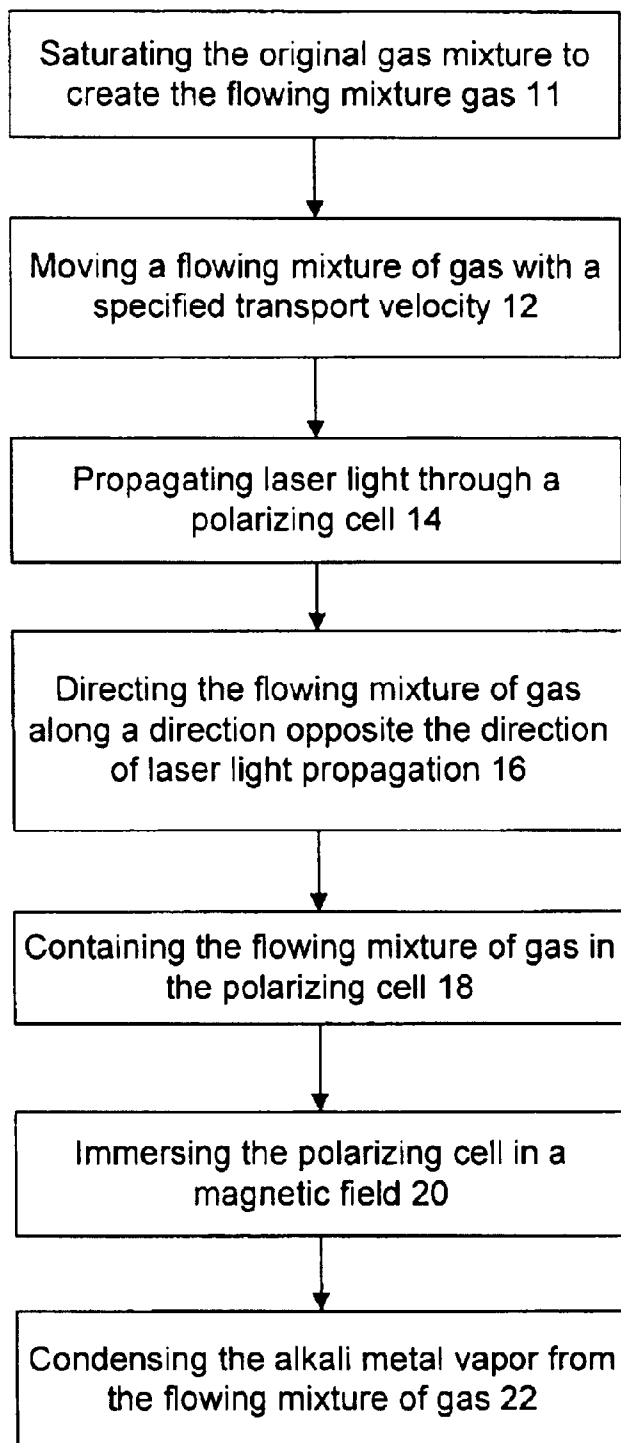 Saturating the original gas mixture to
create the flowing mixture gas 11
Moving a flowing mixture of gas with a
specified transport velocity 12
Propagating laser light through a
polarizing cell 14
Directing the flowing mixture of gas
along a direction opposite the direction
of laser light propagation 16
Containing the flowing mixture of gas in
the polarizing cell 18
Immersing the polarizing cell in a
magnetic field 20
Condensing the alkali metal vapor from
the flowing mixture of gas 22